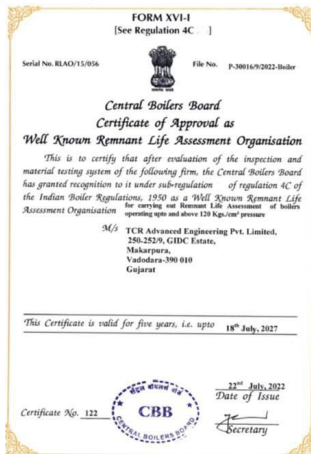 FORM XVI-I
[See Regulation 4C ]
Serial No. RLAO/15/056
File No. P-30016/9/2022-Boiler
Central Boilers Board
Certificate of Approval as
Well Known Remnant Life Assessment Organisation
This is to certify that after evaluation of the inspection and
material testing system of the following firm, the Central Boilers Board
has granted recognition to it under sub-regulation of regulation 4C of
the Indian Boiler Regulations, 1950 as a Well Known Remnant Life
Assessment Organisation for carrying out Remnant Life Assessment of boilers
operating upto and above 120 Kgs./cm² pressure
M/s TCR Advanced Engineering Pvt. Limited,
250-252/9, GIDC Estate,
Makarpura,
Vadodara-390 010
Gujarat
This Certificate is valid for five years, i.e. upto 18th July, 2027
22nd July, 2022
Date of Issue
Certificate No. 122
CBB
CENTRAL BOILERS BOARD
Secretary